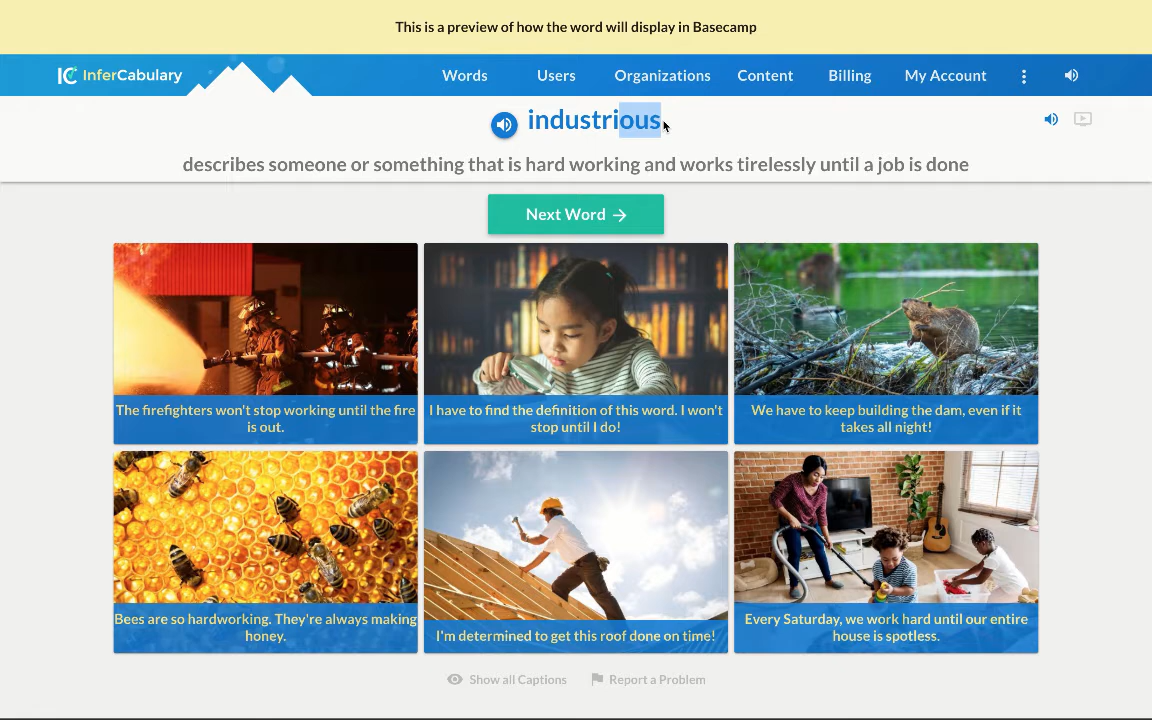 This is a preview of how the word will display in Basecamp
IC InferCabulary
Words Users Organizations Content Billing My Account
industrious
describes someone or something that is hard working and works tirelessly until a job is done
Next Word →
The firefighters won't stop working until the fire
is out.
I have to find the definition of this word. I won't
stop until I do!
We have to keep building the dam, even if it
takes all night!
Bees are so hardworking. They're always making
honey.
I'm determined to get this roof done on time!
Every Saturday, we work hard until our entire
house is spotless.
Show all Captions Report a Problem